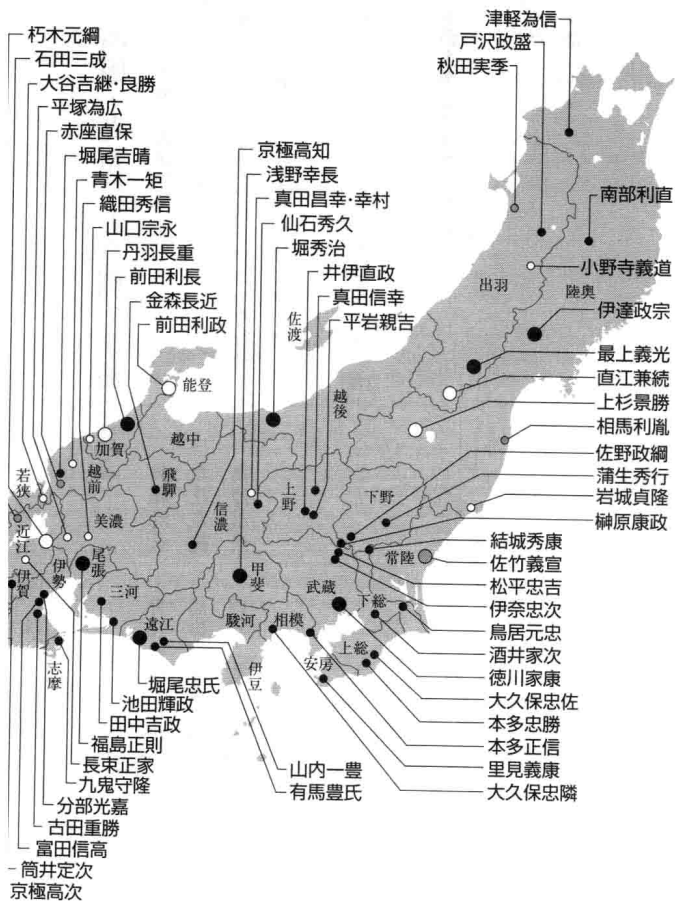 津軽為信
戸沢政盛
秋田実季
朽木元綱
石田三成
大谷吉継・良勝
平塚為広
赤座直保
堀尾吉晴
青木一矩
織田秀信
山口宗永
丹羽長重
前田利長
金森長近
前田利政
京極高知
浅野幸長
真田昌幸・幸村
仙石秀久
堀秀治
井伊直政
真田信幸
平岩親吉
南部利直
小野寺義道
伊達政宗
最上義光
直江兼続
上杉景勝
相馬利胤
佐野政綱
蒲生秀行
岩城貞隆
榊原康政
結城秀康
佐竹義宣
松平忠吉
伊奈忠次
鳥居元忠
酒井家次
徳川家康
大久保忠佐
本多忠勝
本多正信
里見義康
大久保忠隣
出羽
陸奥
佐渡
越後
能登
加賀
越中
越前
飛騨
信濃
上野
下野
若狭
近江
美濃
尾張
伊勢
伊賀
三河
遠江
甲斐
駿河
相模
武蔵
常陸
下総
上総
安房
伊豆
志摩
堀尾忠氏
池田輝政
田中吉政
福島正則
長束正家
九鬼守隆
分部光嘉
古田重勝
富田信高
筒井定次
京極高次
山内一豊
有馬豊氏